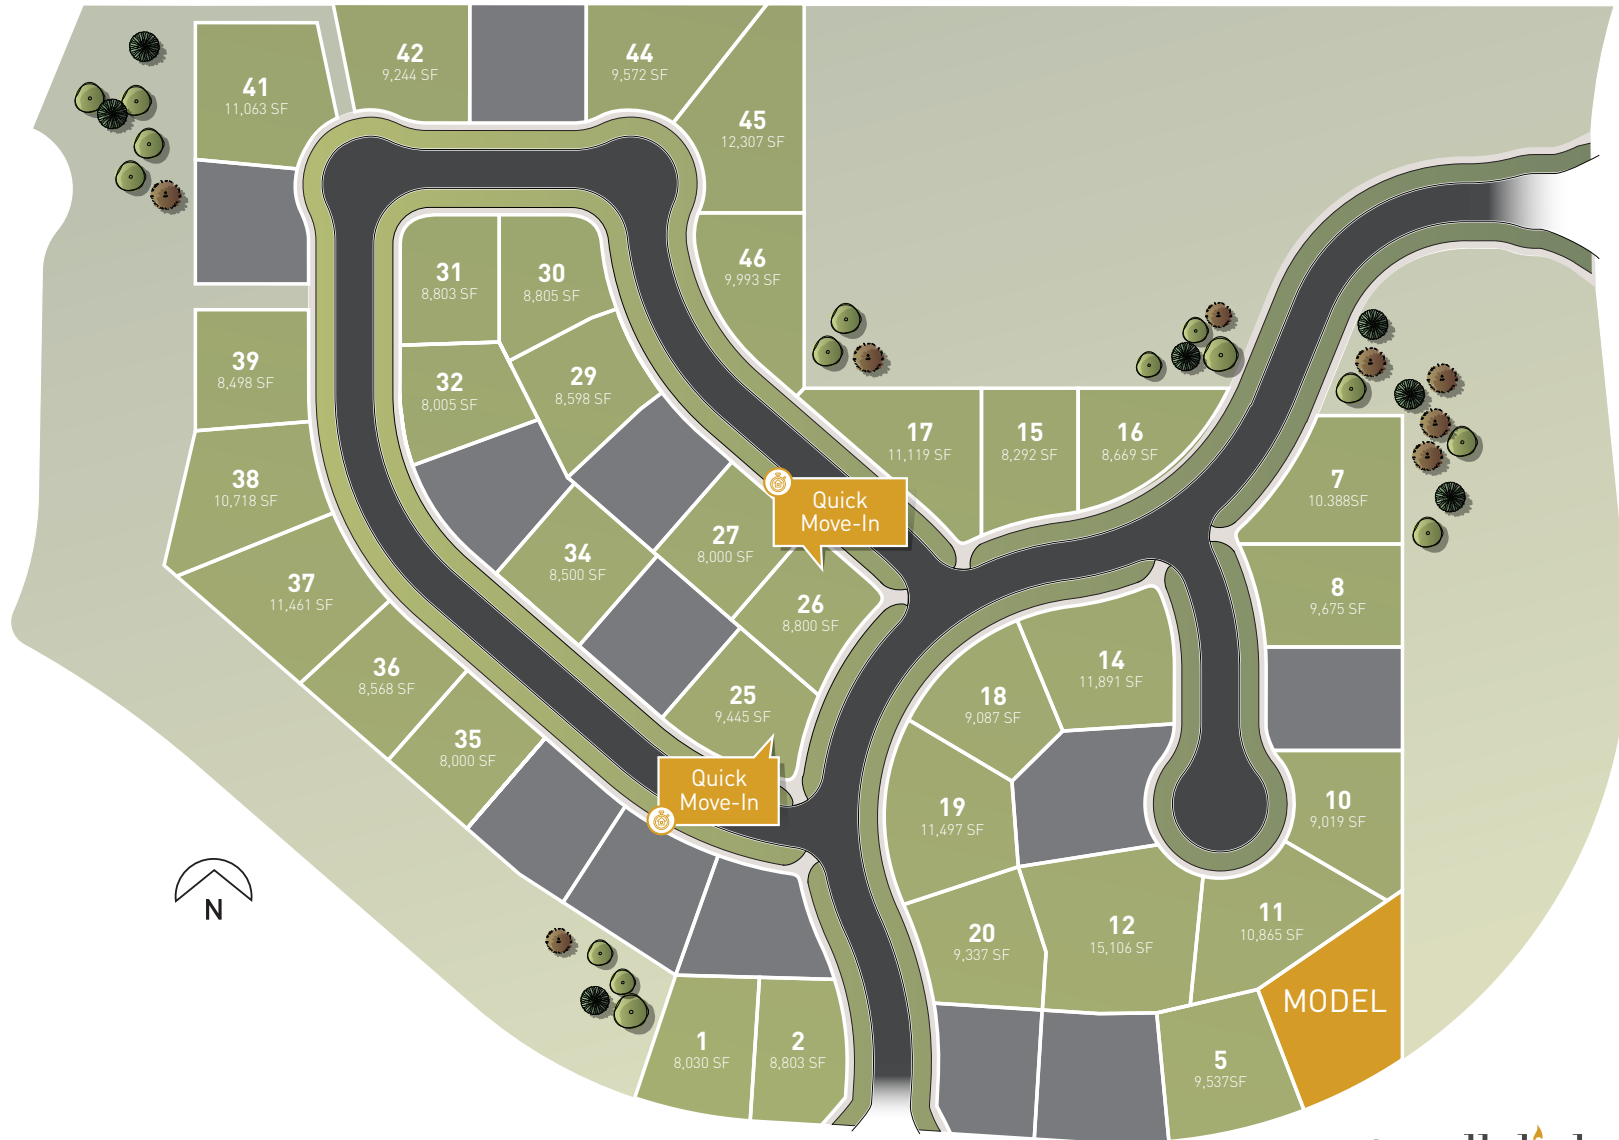 42
9,244 SF
44
9,572 SF
41
11,063 SF
45
12,307 SF
46
9,993 SF
31
8,803 SF
30
8,805 SF
39
8,498 SF
32
8,005 SF
29
8,598 SF
17
11,119 SF
15
8,292 SF
16
8,669 SF
7
10.388SF
38
10,718 SF
Quick
Move-In
27
8,000 SF
34
8,500 SF
37
11,461 SF
26
8,800 SF
8
9,675 SF
36
8,568 SF
14
11,891 SF
18
9,087 SF
25
9,445 SF
35
8,000 SF
Quick
Move-In
19
11,497 SF
10
9,019 SF
N
20
9,337 SF
12
15,106 SF
11
10,865 SF
MODEL
1
8,030 SF
2
8,803 SF
5
9,537SF